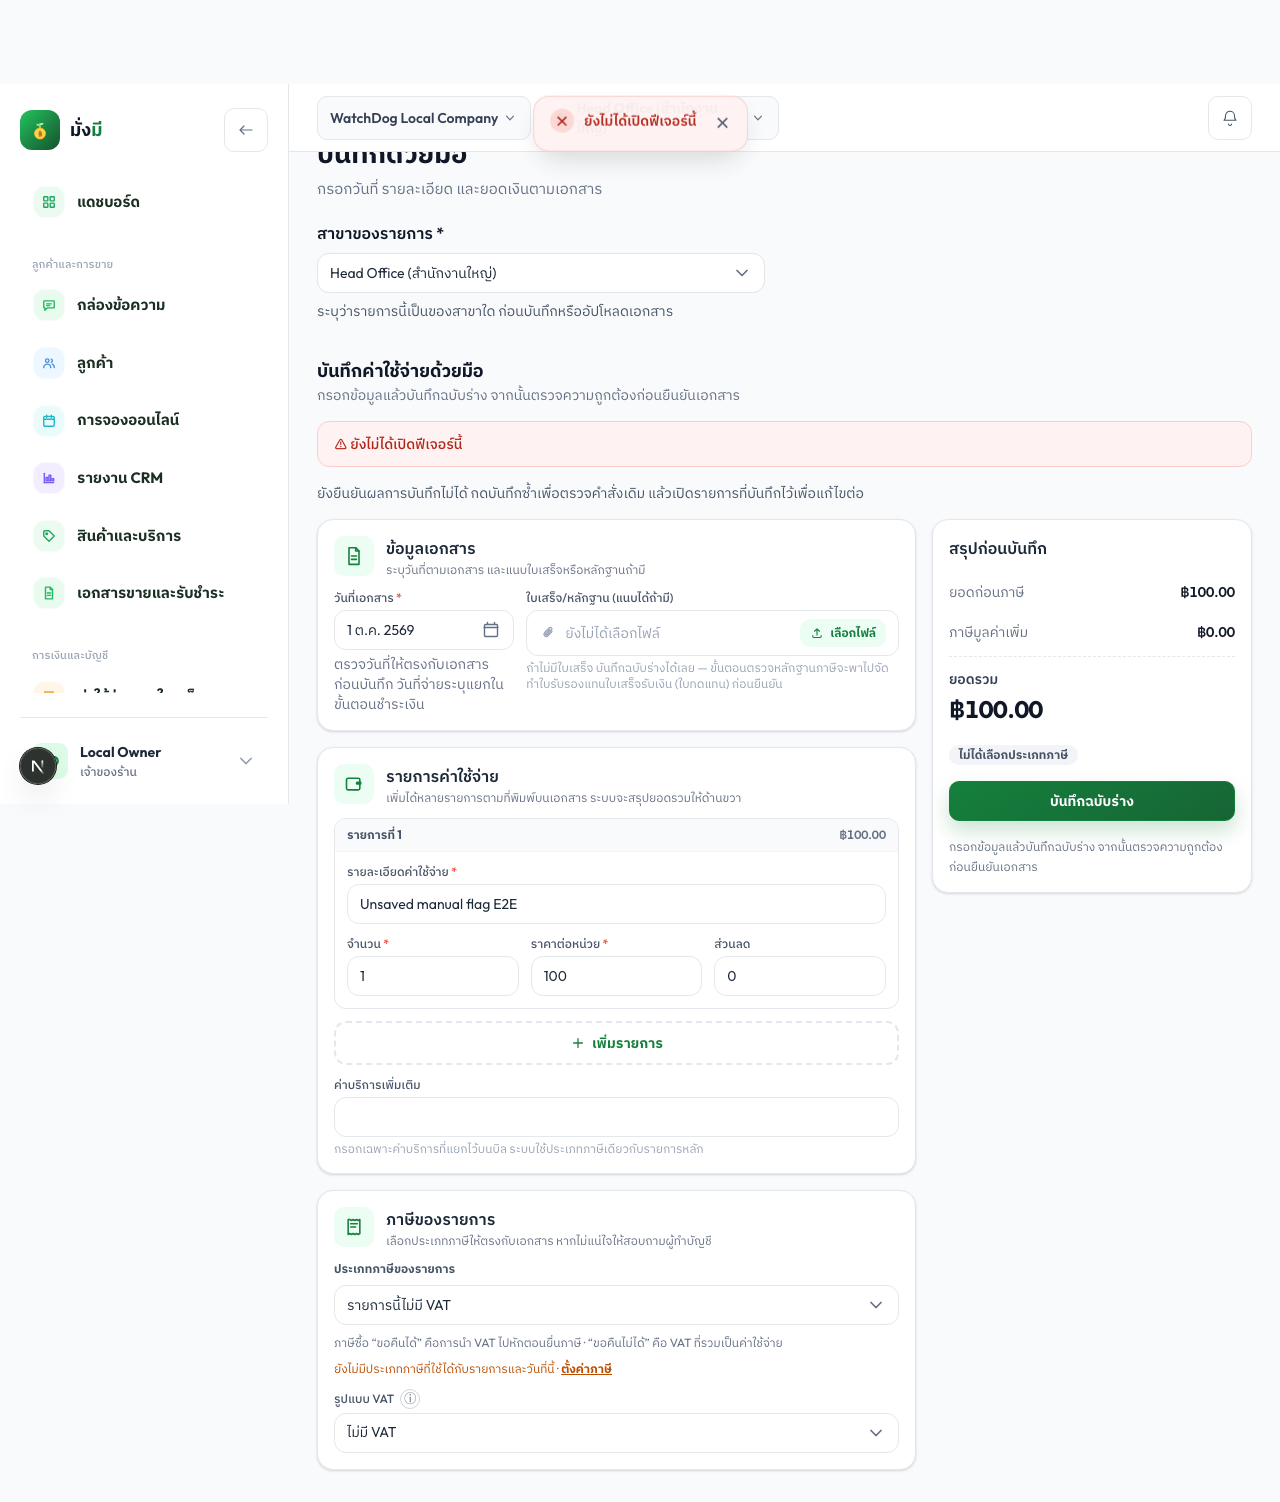 มั่งมี
WatchDog Local Company
ยังไม่ได้เปิดฟีเจอร์นี้
บันทึกด้วยมือ
กรอกวันที่ รายละเอียด และยอดเงินตามเอกสาร
แดชบอร์ด
ลูกค้าและการขาย
กล่องข้อความ
ลูกค้า
การจองออนไลน์
รายงาน CRM
สินค้าและบริการ
เอกสารขายและรับชำระ
การเงินและบัญชี
N
Local Owner
เจ้าของร้าน
สาขาของรายการ *
Head Office (สำนักงานใหญ่)
ระบุว่ารายการนี้เป็นของสาขาใด ก่อนบันทึกหรืออัปโหลดเอกสาร
บันทึกค่าใช้จ่ายด้วยมือ
กรอกข้อมูลแล้วบันทึกฉบับร่าง จากนั้นตรวจความถูกต้องก่อนยืนยันเอกสาร
ยังไม่ได้เปิดฟีเจอร์นี้
ยังยืนยันผลการบันทึกไม่ได้ กดบันทึกซ้ำเพื่อตรวจคำสั่งเดิม แล้วเปิดรายการที่บันทึกไว้เพื่อแก้ไขต่อ
ข้อมูลเอกสาร
ระบุวันที่ตามเอกสาร และแนบใบเสร็จหรือหลักฐานถ้ามี
วันที่เอกสาร *
1 ต.ค. 2569
ตรวจวันที่ให้ตรงกับเอกสาร
ก่อนบันทึก วันที่จ่ายระบุแยกใน
ขั้นตอนชำระเงิน
ใบเสร็จ/หลักฐาน (แนบได้ถ้ามี)
ยังไม่ได้เลือกไฟล์
เลือกไฟล์
ถ้าไม่มีใบเสร็จ บันทึกฉบับร่างได้เลย — ขั้นตอนตรวจหลักฐานภาษีจะพาไปจัด
ทำใบรับรองแทนใบเสร็จรับเงิน (ใบทดแทน) ก่อนยืนยัน
รายการค่าใช้จ่าย
เพิ่มได้หลายรายการตามที่พิมพ์บนเอกสาร ระบบจะสรุปยอดรวมให้ด้านขวา
รายการที่ 1
฿100.00
รายละเอียดค่าใช้จ่าย *
Unsaved manual flag E2E
จำนวน *
1
ราคาต่อหน่วย *
100
ส่วนลด
0
+ เพิ่มรายการ
ค่าบริการเพิ่มเติม
กรอกเฉพาะค่าบริการที่แยกไว้บนบิล ระบบใช้ประเภทภาษีเดียวกับรายการหลัก
ภาษีของรายการ
เลือกประเภทภาษีให้ตรงกับเอกสาร หากไม่แน่ใจให้สอบถามผู้ทำบัญชี
ประเภทภาษีของรายการ
รายการนี้ไม่มี VAT
ภาษีซื้อ “ขอคืนได้” คือการนำ VAT ไปหักตอนยื่นภาษี · “ขอคืนไม่ได้” คือ VAT ที่รวมเป็นค่าใช้จ่าย
ยังไม่มีประเภทภาษีที่ใช้ได้กับรายการและวันที่นี้ · ตั้งค่าภาษี
รูปแบบ VAT
ไม่มี VAT
สรุปก่อนบันทึก
ยอดก่อนภาษี
฿100.00
ภาษีมูลค่าเพิ่ม
฿0.00
ยอดรวม
฿100.00
ไม่ได้เลือกประเภทภาษี
บันทึกฉบับร่าง
กรอกข้อมูลแล้วบันทึกฉบับร่าง จากนั้นตรวจความถูกต้อง
ก่อนยืนยันเอกสาร